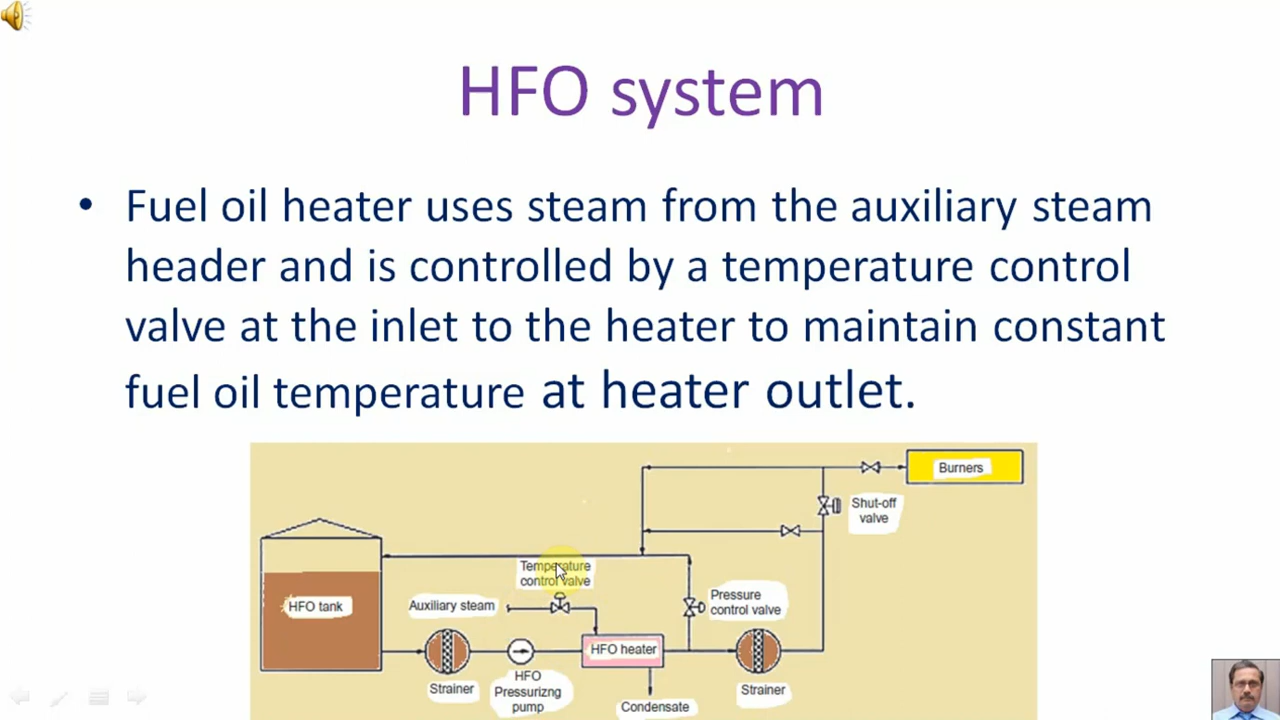 HFO system
• Fuel oil heater uses steam from the auxiliary steam
header and is controlled by a temperature control
valve at the inlet to the heater to maintain constant
fuel oil temperature at heater outlet.
Burners
Shut-off
valve
Temperature
control valve
HFO tank
Auxiliary steam
Pressure
control valve
HFO heater
Strainer
HFO
Pressurizng
pump
Condensate
Strainer